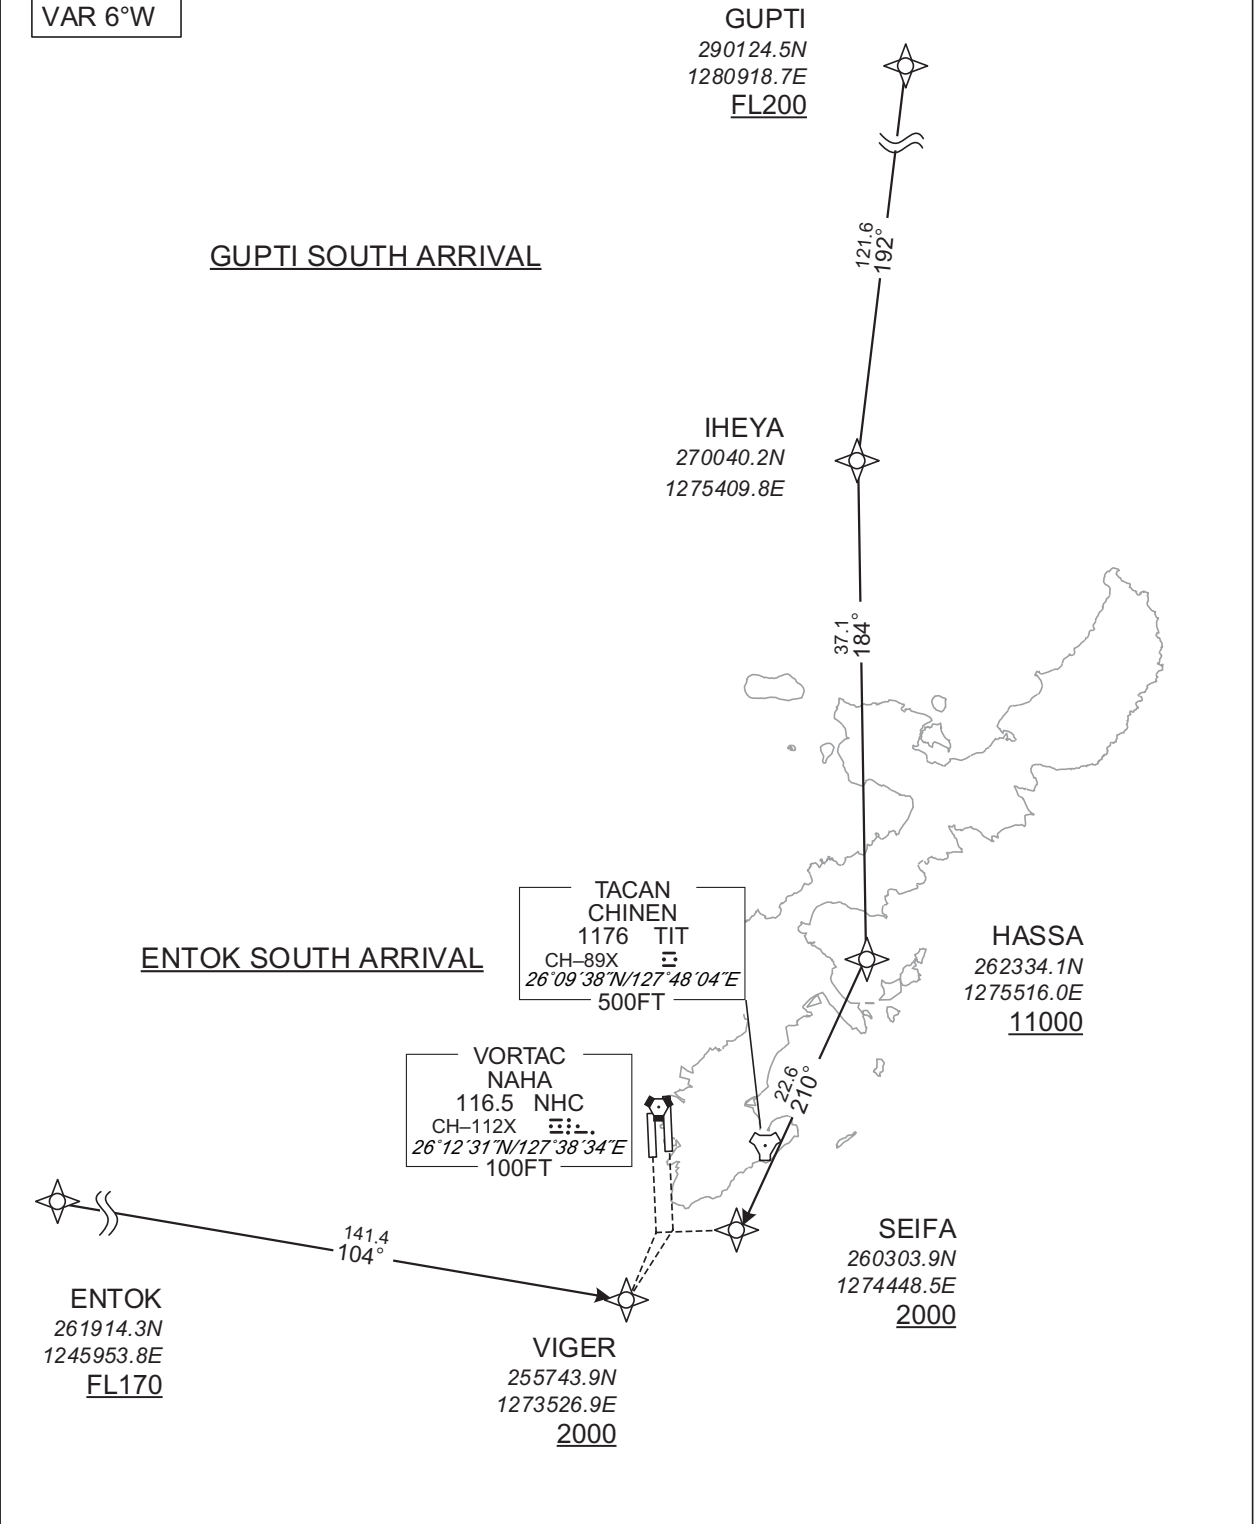 VAR 6°W
GUPTI
290124.5N
1280918.7E
FL200
121.6
192°
GUPTI SOUTH ARRIVAL
IHEYA
270040.2N
1275409.8E
37.1
184°
TACAN
CHINEN
1176 TIT
CH–89X
26°09′38″N/127°48′04″E
500FT
HASSA
262334.1N
1275516.0E
11000
ENTOK SOUTH ARRIVAL
VORTAC
NAHA
116.5 NHC
CH–112X
26°12′31″N/127°38′34″E
100FT
22.6
210°
SEIFA
260303.9N
1274448.5E
2000
141.4
104°
ENTOK
261914.3N
1245953.8E
FL170
VIGER
255743.9N
1273526.9E
2000